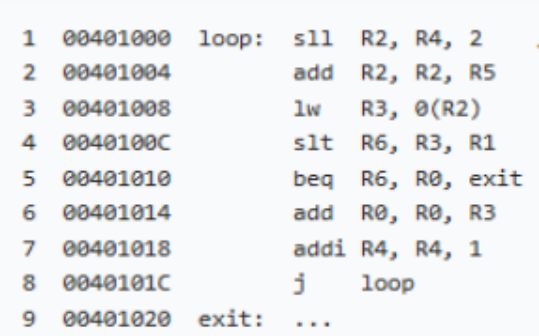 1 00401000 loop: sll R2, R4, 2
2 00401004 add R2, R2, R5
3 00401008 lw R3, 0(R2)
4 0040100C slt R6, R3, R1
5 00401010 beq R6, R0, exit
6 00401014 add R0, R0, R3
7 00401018 addi R4, R4, 1
8 0040101C j loop
9 00401020 exit: ...